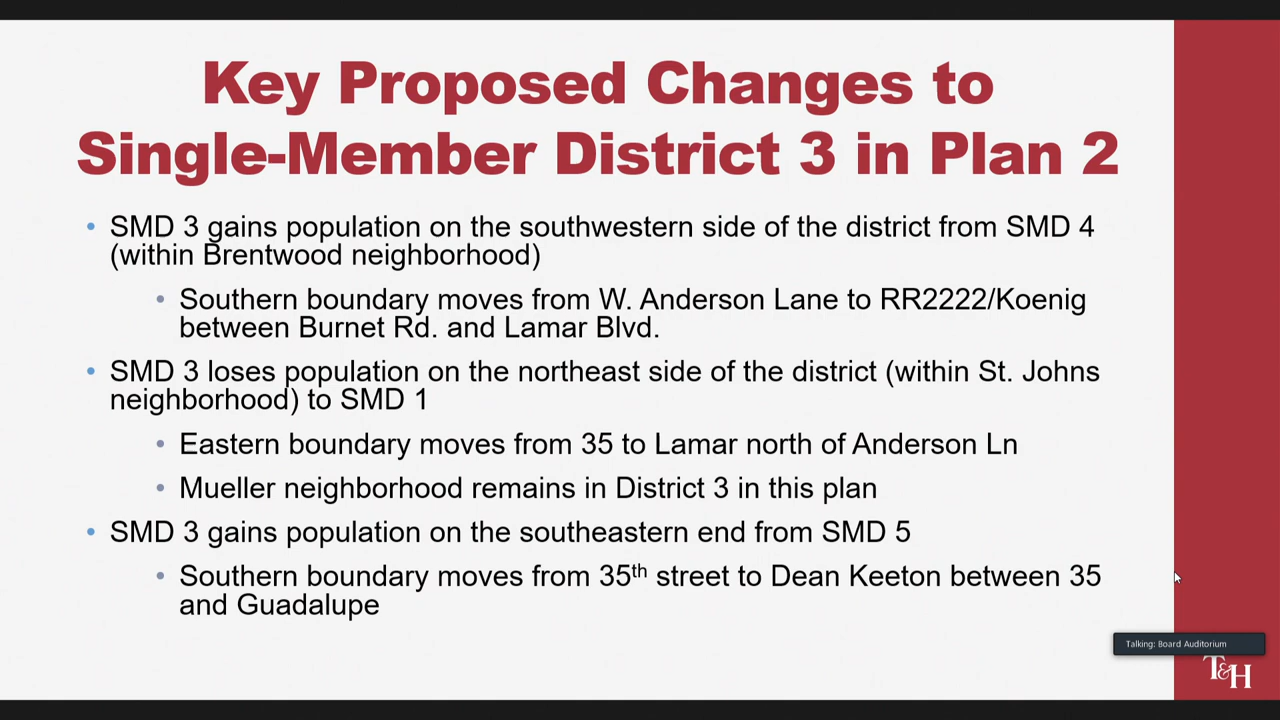 Key Proposed Changes to
Single-Member District 3 in Plan 2
• SMD 3 gains population on the southwestern side of the district from SMD 4
(within Brentwood neighborhood)
• Southern boundary moves from W. Anderson Lane to RR2222/Koenig
between Burnet Rd. and Lamar Blvd.
• SMD 3 loses population on the northeast side of the district (within St. Johns
neighborhood) to SMD 1
• Eastern boundary moves from 35 to Lamar north of Anderson Ln
• Mueller neighborhood remains in District 3 in this plan
• SMD 3 gains population on the southeastern end from SMD 5
• Southern boundary moves from 35th street to Dean Keeton between 35
and Guadalupe
Talking: Board Auditorium
T&H